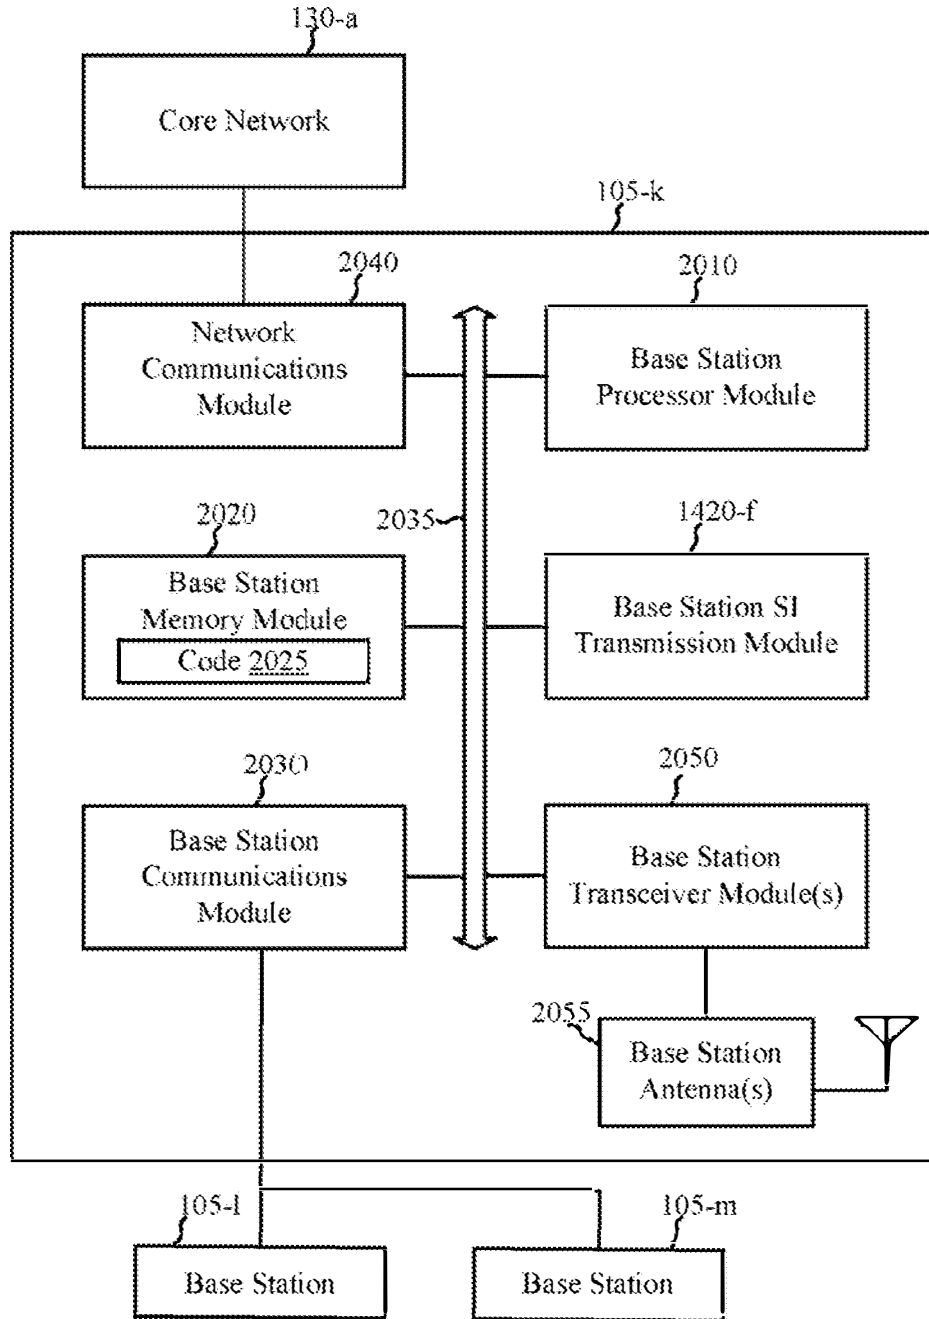 130-a
Core Network
105-k
2040
2010
Network
Communications
Module
Base Station
Processor Module
2020
2035
1420-f
Base Station
Memory Module
Code 2025
Base Station SI
Transmission Module
2030
2050
Base Station
Communications
Module
Base Station
Transceiver Module(s)
2055
Base Station
Antenna(s)
105-l
105-m
Base Station
Base Station